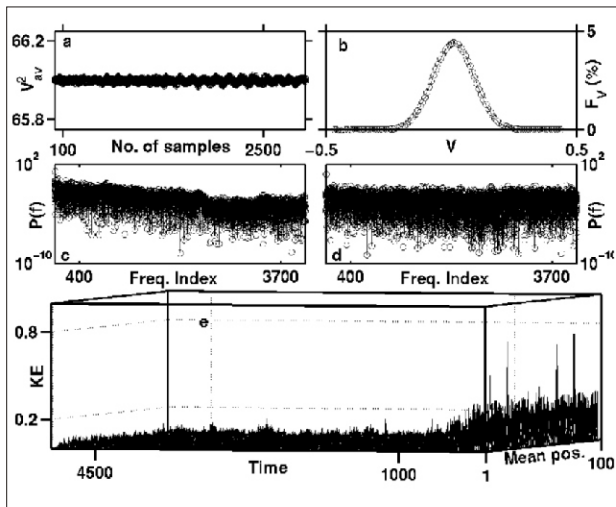 66.2
a
V²av
65.8
100 No. of samples 2500
b
5
F_V (%)
0
−0.5 V 0.5
10²
P(f)
10⁻¹⁰
c
400 Freq. Index 3700
10²
P(f)
10⁻¹⁰
d
400 Freq. Index 3700
e
0.8
KE
0.2
4500 Time 1000 1 Mean pos. 100